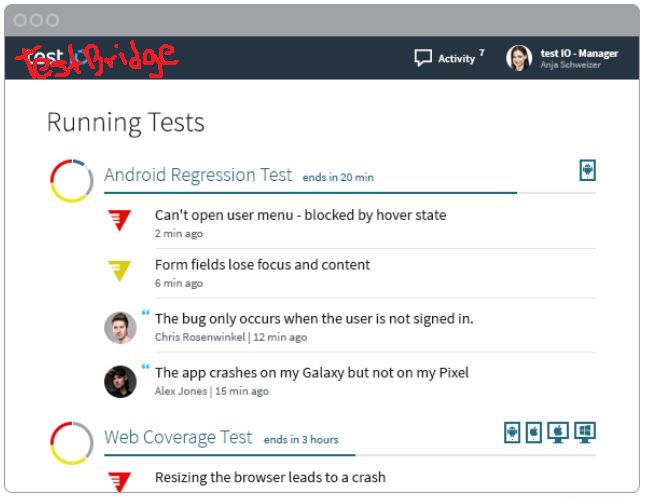 test IO
TestBridge
Activity 7
test IO - Manager
Anja Schweizer
Running Tests
Android Regression Test ends in 20 min
Can't open user menu - blocked by hover state
2 min ago
Form fields lose focus and content
6 min ago
“ The bug only occurs when the user is not signed in.
Chris Rosenwinkel | 12 min ago
“ The app crashes on my Galaxy but not on my Pixel
Alex Jones | 15 min ago
Web Coverage Test ends in 3 hours
Resizing the browser leads to a crash